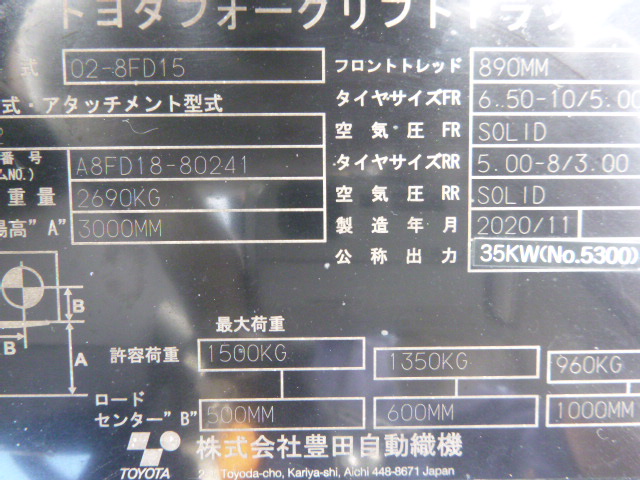 トヨタフォークリフトトラッ
式 02-8FD15
フロントトレッド 890MM
式・アタッチメント型式
タイヤサイズFR 6.50-10/5.00
空気圧 FR SOLID
番号 A8FD18-80241
タイヤサイズRR 5.00-8/3.00
重量 2690KG
空気圧 RR SOLID
揚高"A" 3000MM
製造年月 2020/11
公称出力 35KW(No.5300)
B
B
A
最大荷重
許容荷重 1500KG 1350KG 960KG
ロード
センター"B" 500MM 600MM 1000MM
株式会社豊田自動織機
TOYOTA
Toyoda-cho, Kariya-shi, Aichi 448-8671 Japan